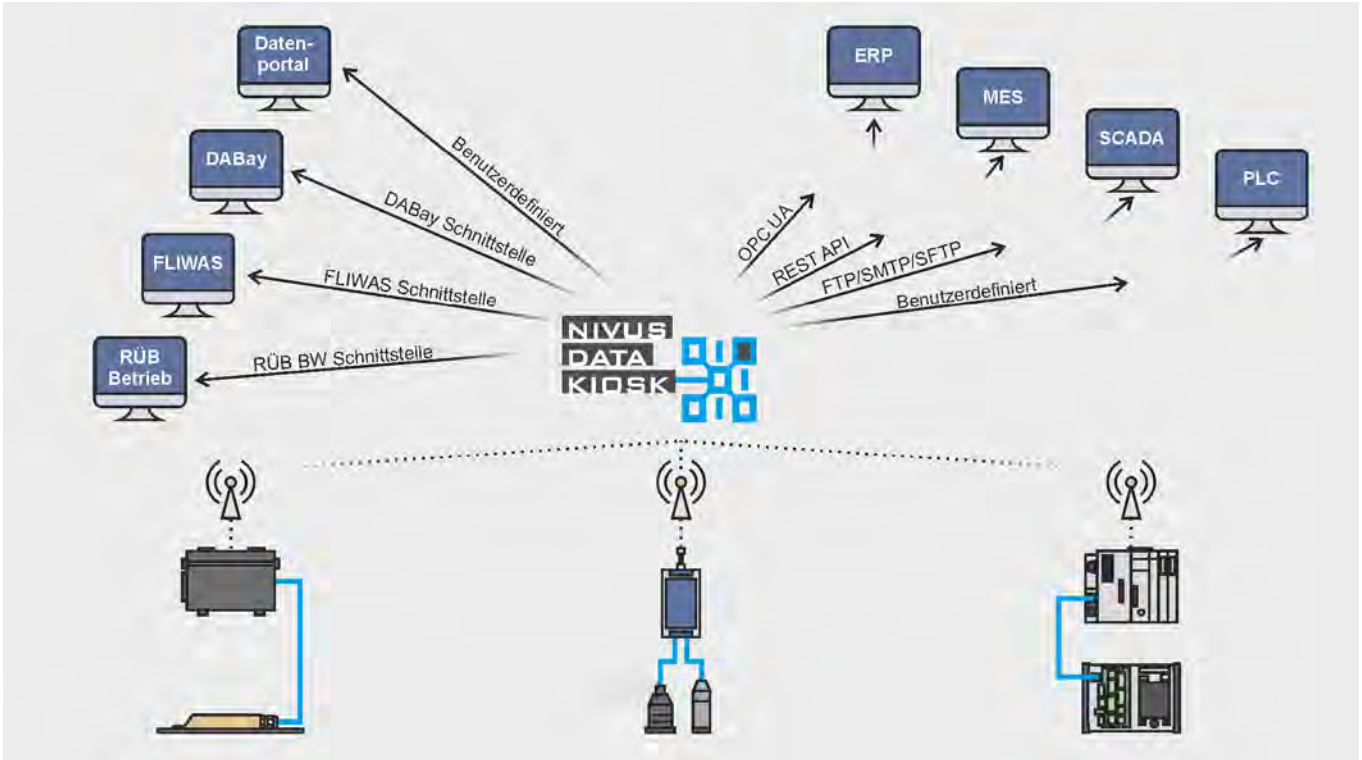 Daten-
portal
DABay
FLIWAS
RÜB
Betrieb
Benutzerdefiniert
DABay Schnittstelle
FLIWAS Schnittstelle
RÜB BW Schnittstelle
NIVUS
DATA
KIOSK
OPC UA
REST API
FTP/SMTP/SFTP
Benutzerdefiniert
ERP
MES
SCADA
PLC